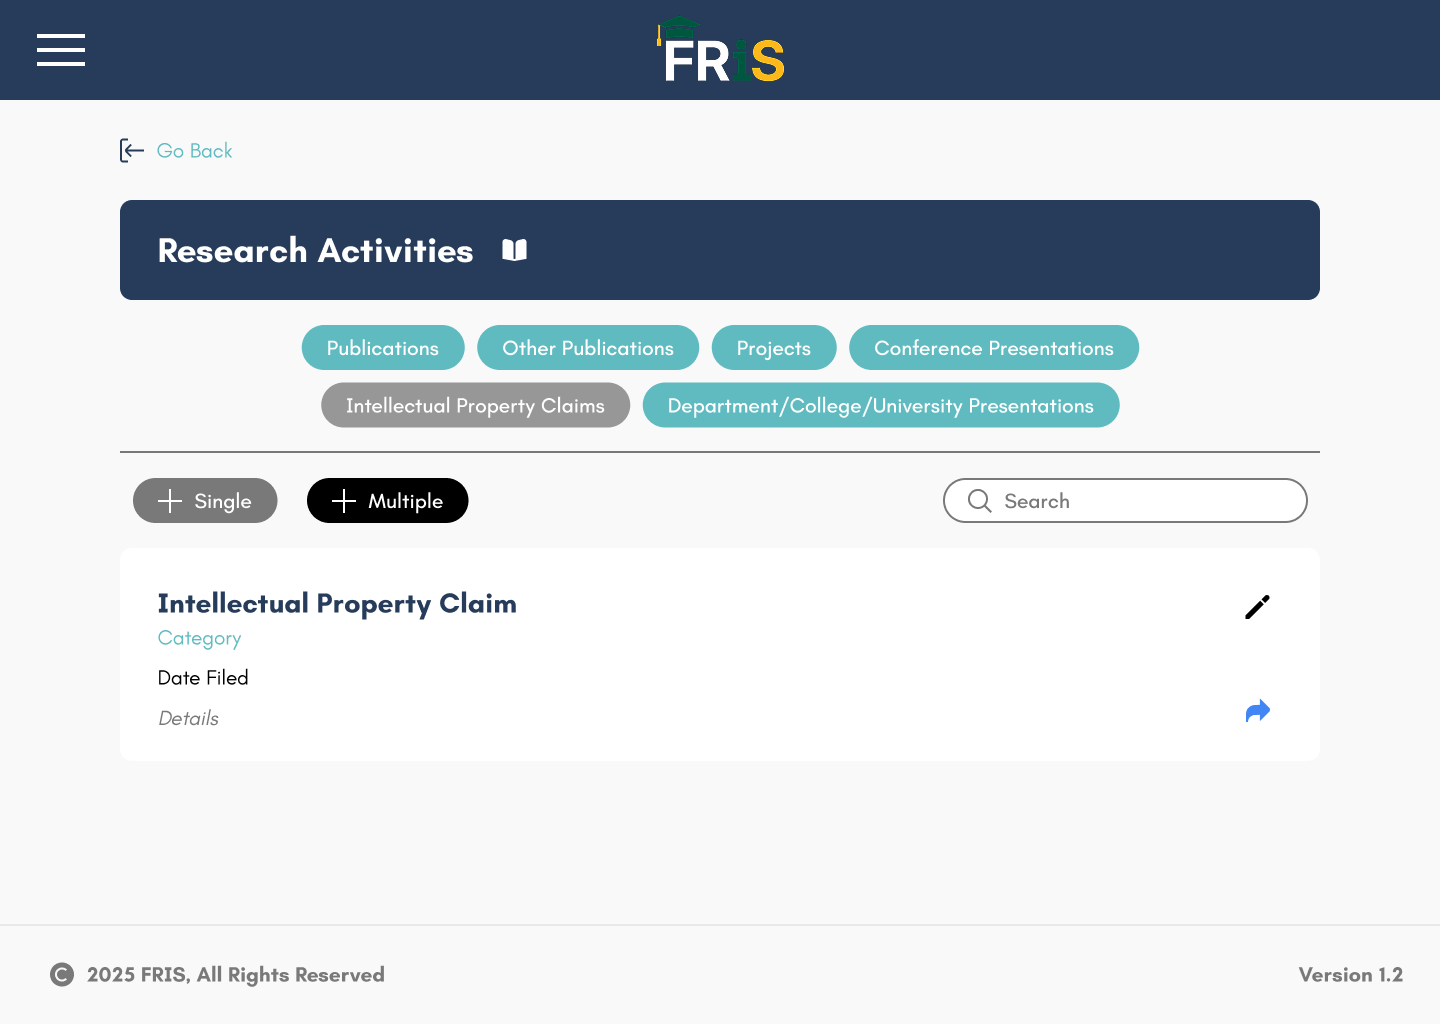 FRiS
Go Back
Research Activities
Publications
Other Publications
Projects
Conference Presentations
Intellectual Property Claims
Department/College/University Presentations
Single
Multiple
Search
Intellectual Property Claim
Category
Date Filed
Details
© 2025 FRIS, All Rights Reserved
Version 1.2